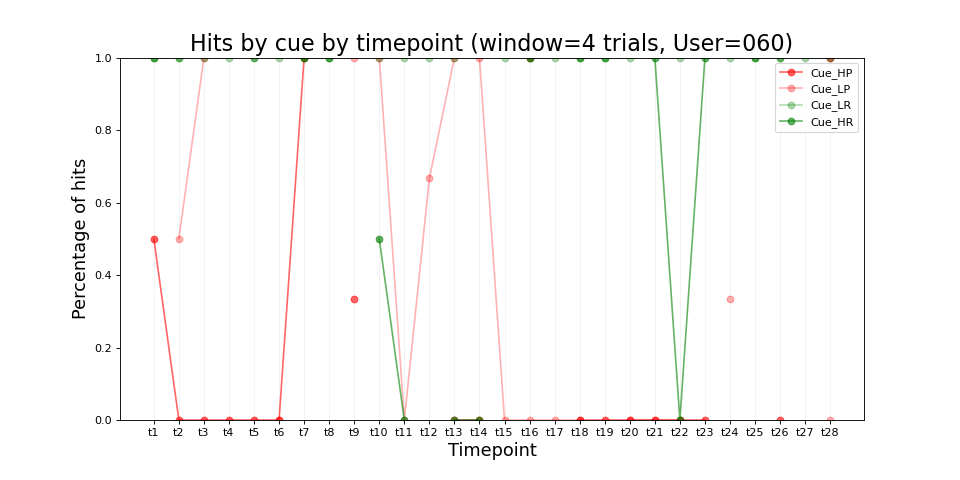 Hits by cue by timepoint (window=4 trials, User=060)
Percentage of hits
1.0
0.8
0.6
0.4
0.2
0.0
Cue_HP
Cue_LP
Cue_LR
Cue_HR
t1 t2 t3 t4 t5 t6 t7 t8 t9 t10 t11 t12 t13 t14 t15 t16 t17 t18 t19 t20 t21 t22 t23 t24 t25 t26 t27 t28
Timepoint